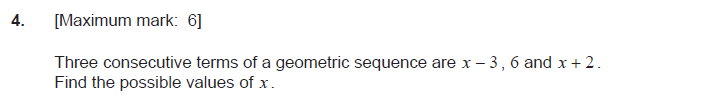 4. [Maximum mark: 6]
Three consecutive terms of a geometric sequence are x – 3, 6 and x + 2.
Find the possible values of x.